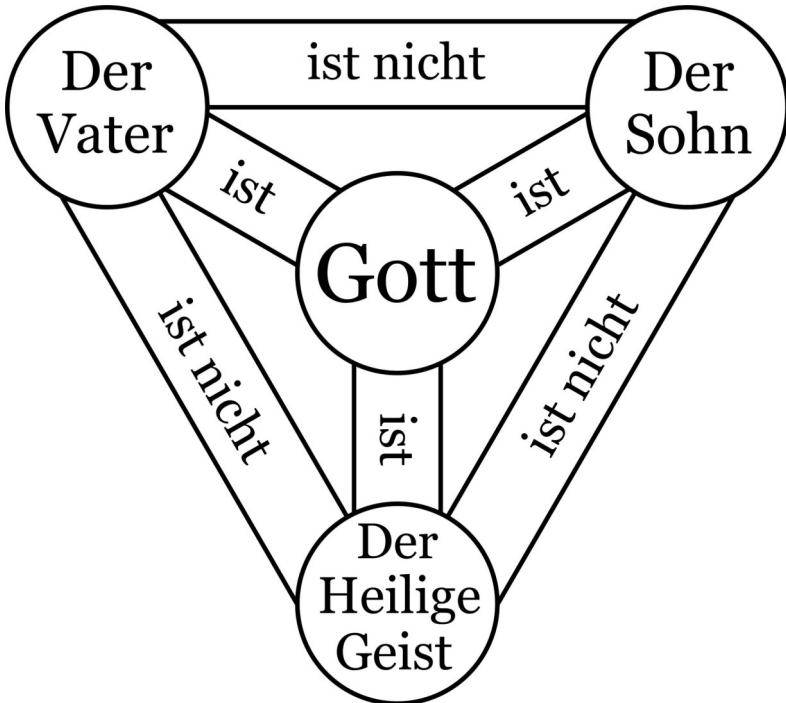 Der
Vater
ist nicht
Der
Sohn
ist
ist
Gott
ist nicht
ist
ist nicht
Der
Heilige
Geist